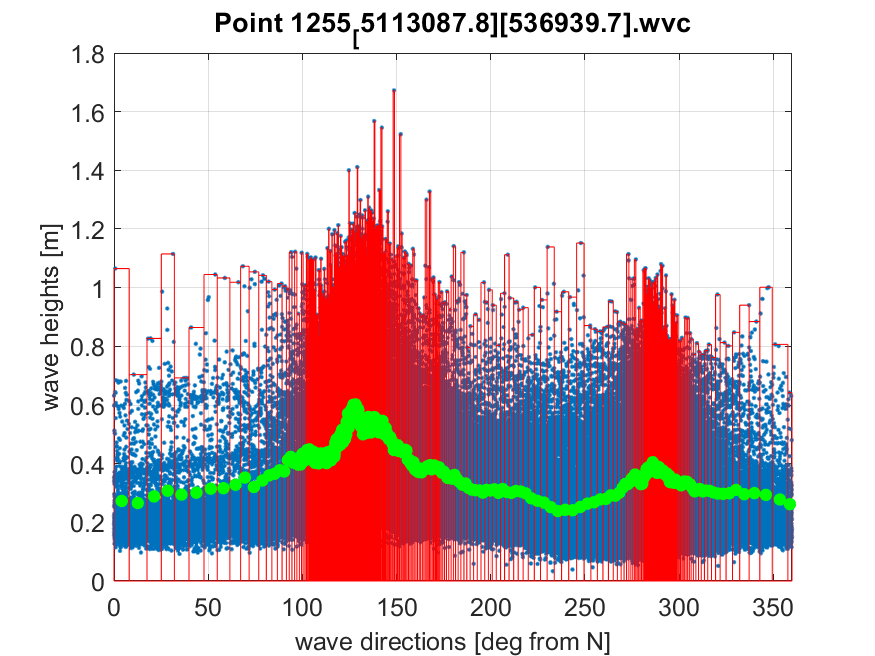 Point 1255[5113087.8][536939.7].wvc
1.8
1.6
1.4
1.2
1
0.8
0.6
0.4
0.2
0
wave heights [m]
0 50 100 150 200 250 300 350
wave directions [deg from N]